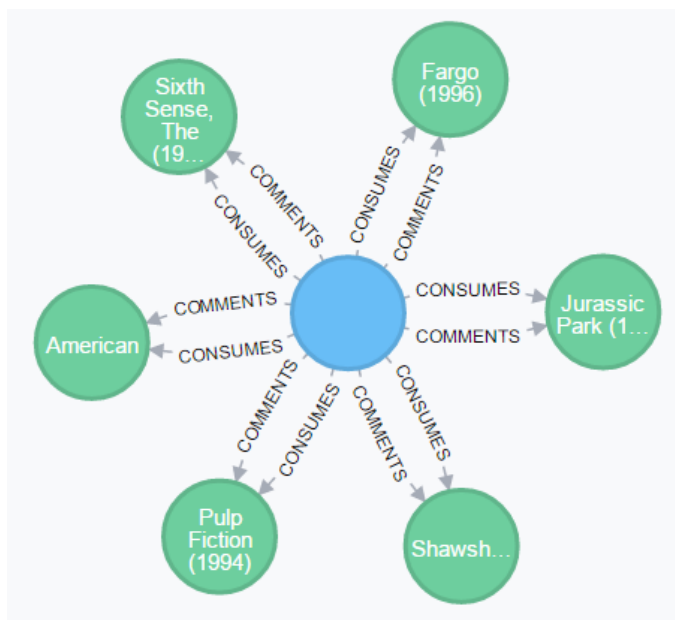 Fargo
(1996)
Sixth
Sense,
The
(19...
CONSUMES
COMMENTS
COMMENTS
CONSUMES
CONSUMES
COMMENTS
Jurassic
Park (1...
COMMENTS
CONSUMES
American
COMMENTS
CONSUMES
COMMENTS
CONSUMES
Pulp
Fiction
(1994)
Shawsh...